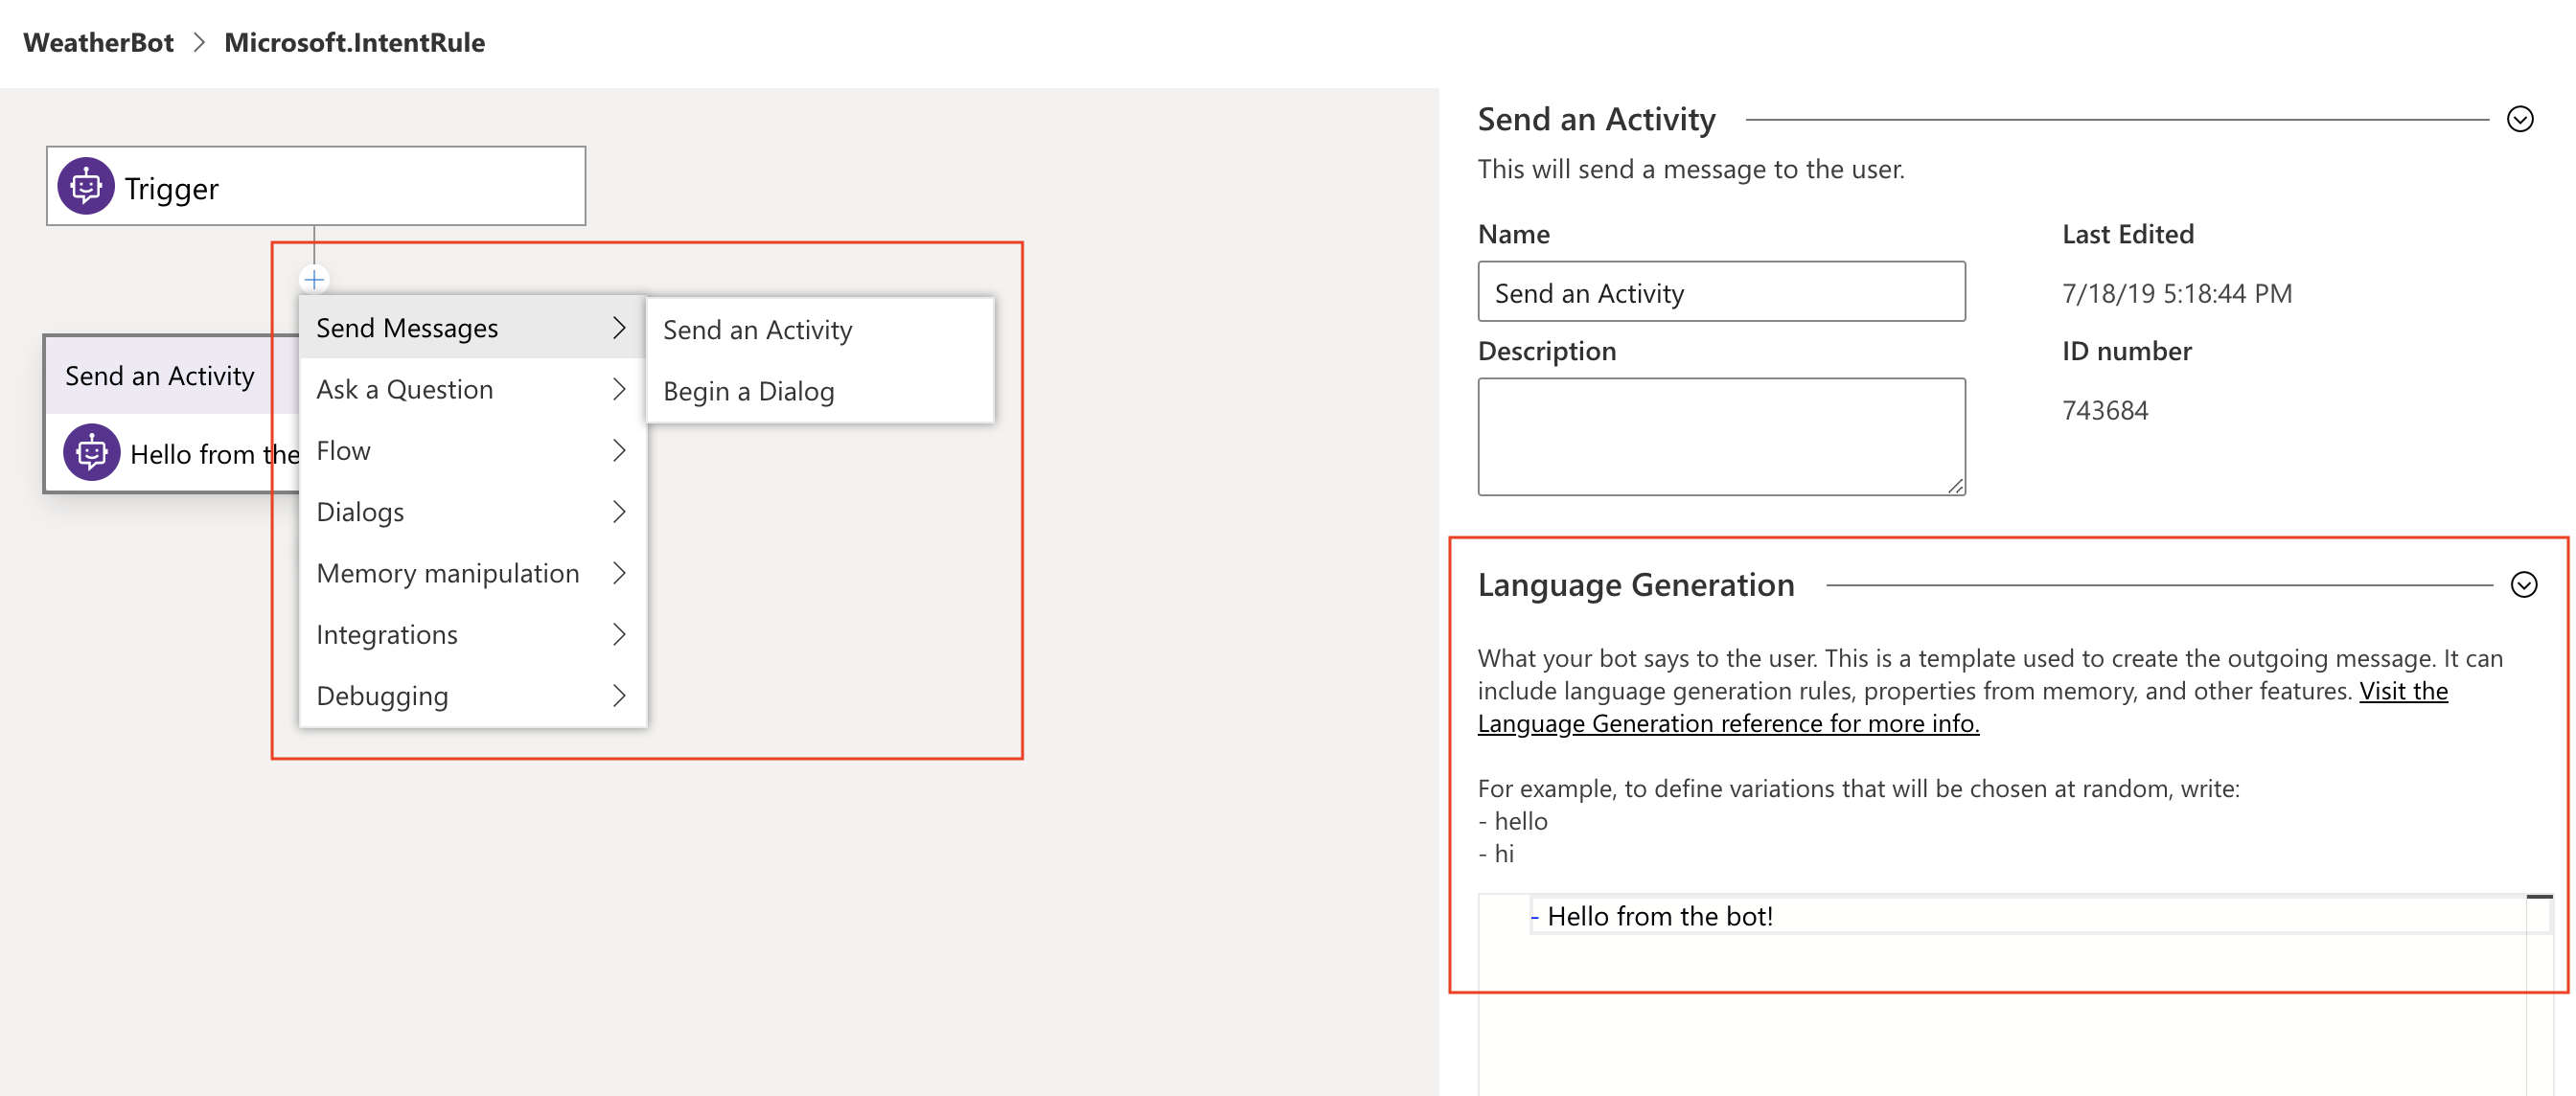 WeatherBot > Microsoft.IntentRule
Trigger
Send an Activity
Hello from the
Send Messages
Ask a Question
Flow
Dialogs
Memory manipulation
Integrations
Debugging
Send an Activity
Begin a Dialog
Send an Activity
This will send a message to the user.
Name
Send an Activity
Last Edited
7/18/19 5:18:44 PM
Description
ID number
743684
Language Generation
What your bot says to the user. This is a template used to create the outgoing message. It can
include language generation rules, properties from memory, and other features. Visit the
Language Generation reference for more info.
For example, to define variations that will be chosen at random, write:
- hello
- hi
- Hello from the bot!